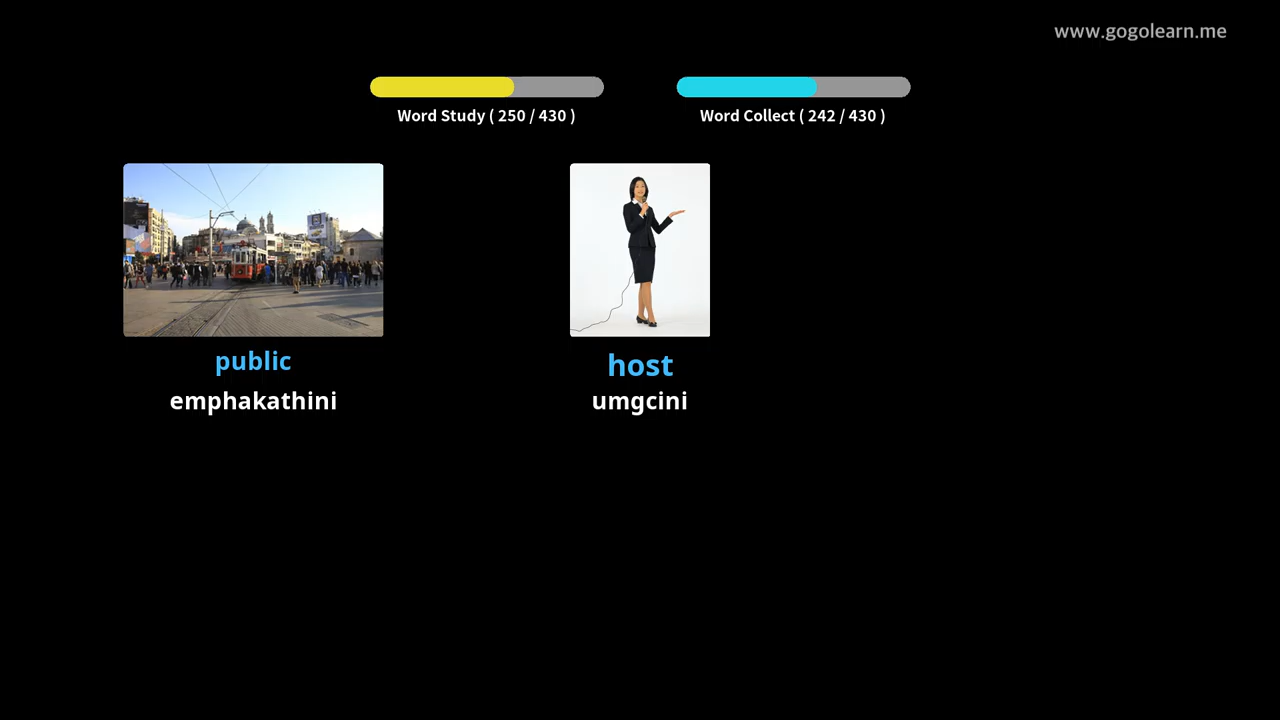 www.gogolearn.me
Word Study ( 250 / 430 )
Word Collect ( 242 / 430 )
public
host
emphakathini
umgcini